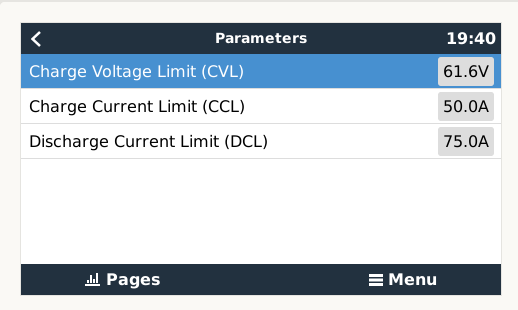 Parameters 19:40
Charge Voltage Limit (CVL) 61.6V
Charge Current Limit (CCL) 50.0A
Discharge Current Limit (DCL) 75.0A
Pages Menu